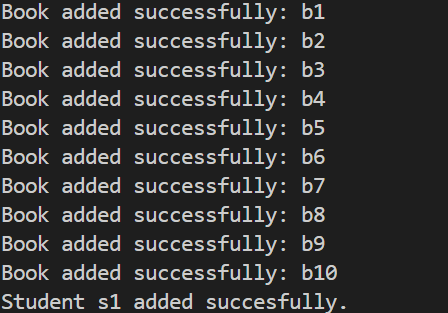 Book added successfully: b1
Book added successfully: b2
Book added successfully: b3
Book added successfully: b4
Book added successfully: b5
Book added successfully: b6
Book added successfully: b7
Book added successfully: b8
Book added successfully: b9
Book added successfully: b10
Student s1 added succesfully.